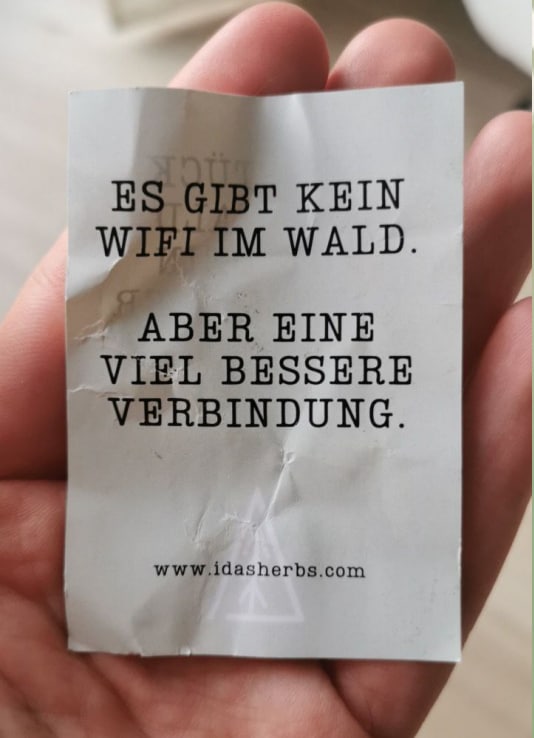 ES GIBT KEIN
WIFI IM WALD.
ABER EINE
VIEL BESSERE
VERBINDUNG.
www.idasherbs.com